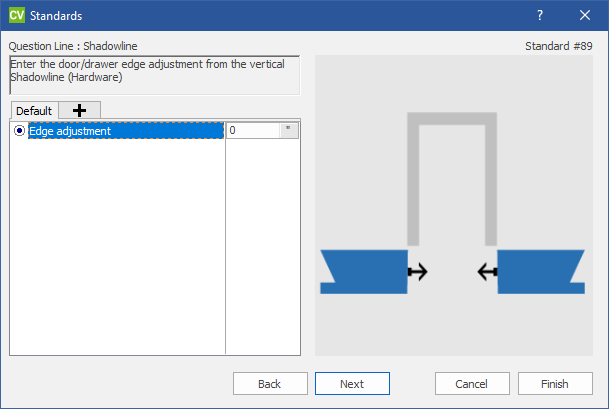 CV Standards ?
Question Line : Shadowline Standard #89
Enter the door/drawer edge adjustment from the vertical
Shadowline (Hardware)
Default +
Edge adjustment 0 "
Back Next Cancel Finish